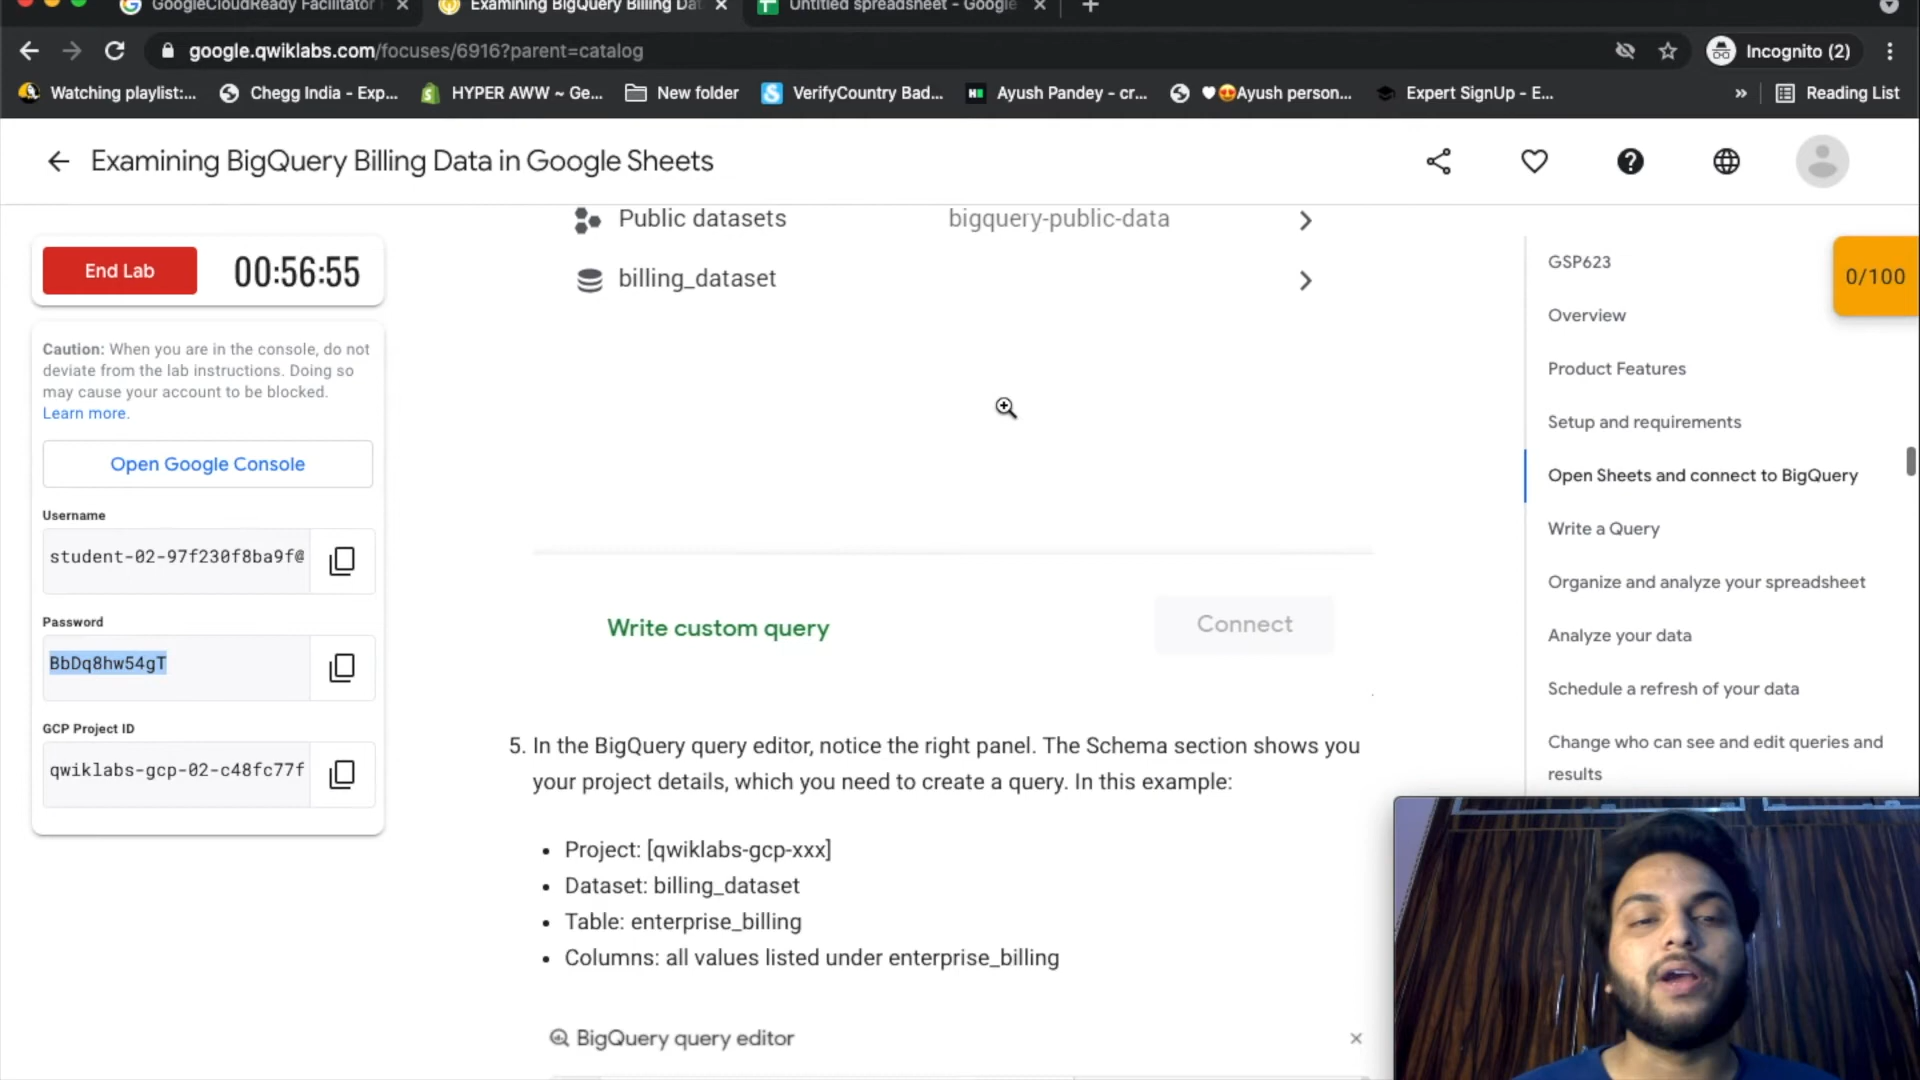 GoogleCloudReady Facilitator
Examining BigQuery Billing Dat
Untitled spreadsheet - Google
google.qwiklabs.com/focuses/6916?parent=catalog
Incognito (2)
Watching playlist:...
Chegg India - Exp...
HYPER AWW ~ Ge...
New folder
VerifyCountry Bad...
Ayush Pandey - cr...
Ayush person...
Expert SignUp - E...
»
Reading List
Examining BigQuery Billing Data in Google Sheets
End Lab
00:56:55
Caution: When you are in the console, do not
deviate from the lab instructions. Doing so
may cause your account to be blocked.
Learn more.
Open Google Console
Username
student-02-97f230f8ba9f@
Password
BbDq8hw54gT
GCP Project ID
qwiklabs-gcp-02-c48fc77f
Public datasets
bigquery-public-data
billing_dataset
Write custom query
Connect
5. In the BigQuery query editor, notice the right panel. The Schema section shows you
your project details, which you need to create a query. In this example:
• Project: [qwiklabs-gcp-xxx]
• Dataset: billing_dataset
• Table: enterprise_billing
• Columns: all values listed under enterprise_billing
BigQuery query editor
GSP623
Overview
Product Features
Setup and requirements
Open Sheets and connect to BigQuery
Write a Query
Organize and analyze your spreadsheet
Analyze your data
Schedule a refresh of your data
Change who can see and edit queries and
results
0/100